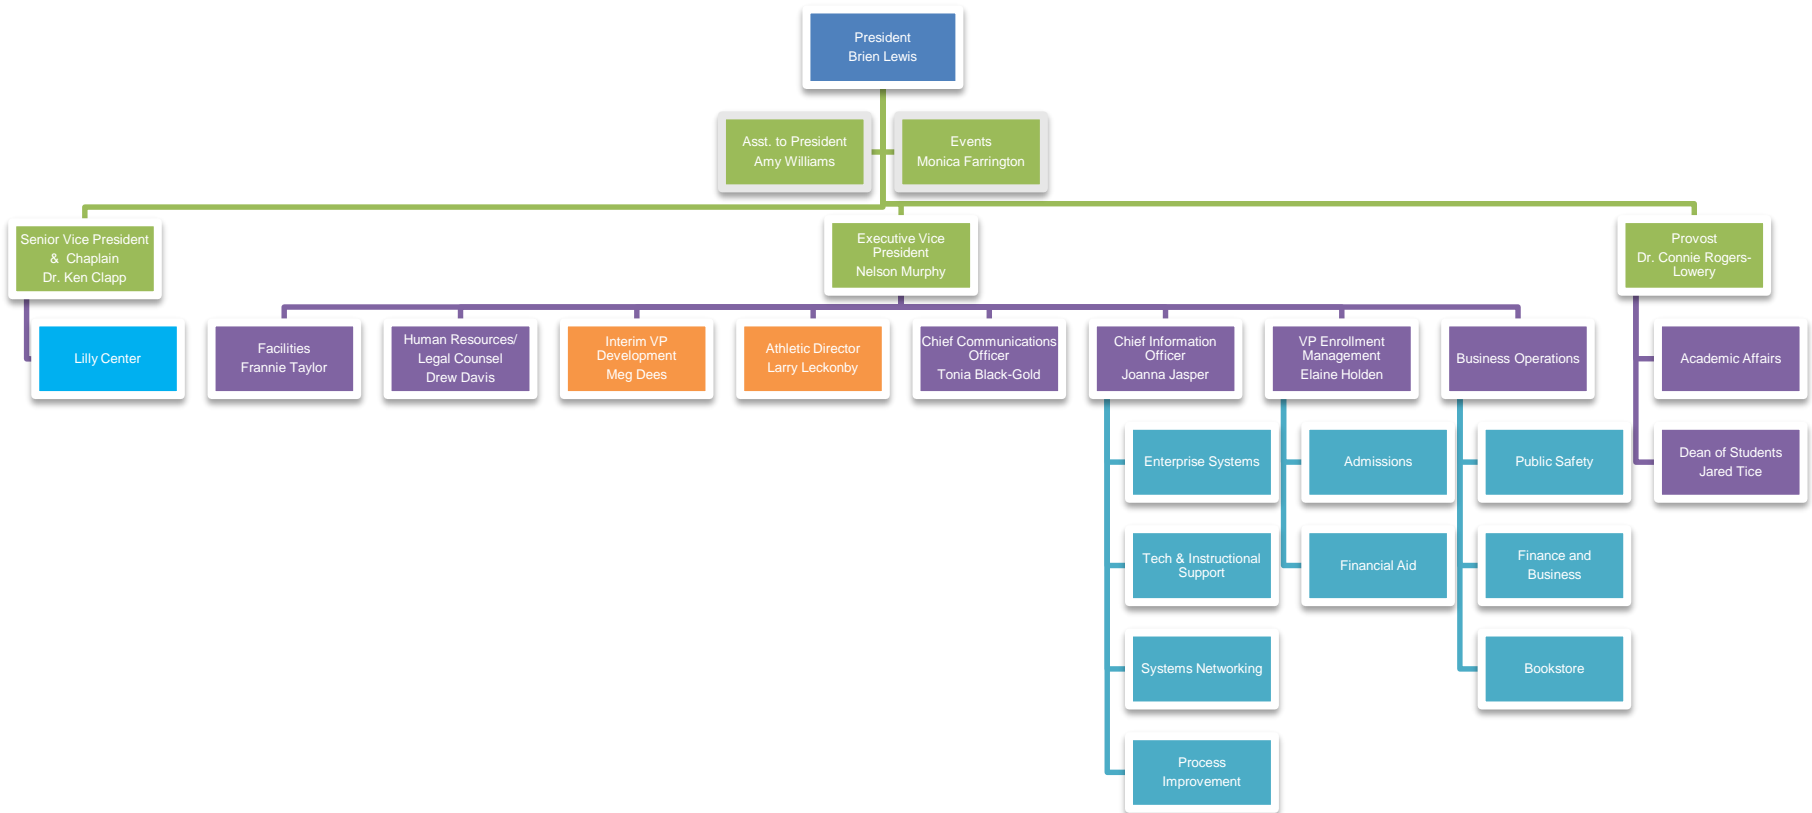 President
Brien Lewis
Asst. to President
Amy Williams
Events
Monica Farrington
Senior Vice President
& Chaplain
Dr. Ken Clapp
Executive Vice
President
Nelson Murphy
Provost
Dr. Connie Rogers-
Lowery
Lilly Center
Facilities
Frannie Taylor
Human Resources/
Legal Counsel
Drew Davis
Interim VP
Development
Meg Dees
Athletic Director
Larry Leckonby
Chief Communications
Officer
Tonia Black-Gold
Chief Information
Officer
Joanna Jasper
VP Enrollment
Management
Elaine Holden
Business Operations
Academic Affairs
Enterprise Systems
Admissions
Public Safety
Dean of Students
Jared Tice
Tech & Instructional
Support
Financial Aid
Finance and
Business
Systems Networking
Bookstore
Process
Improvement